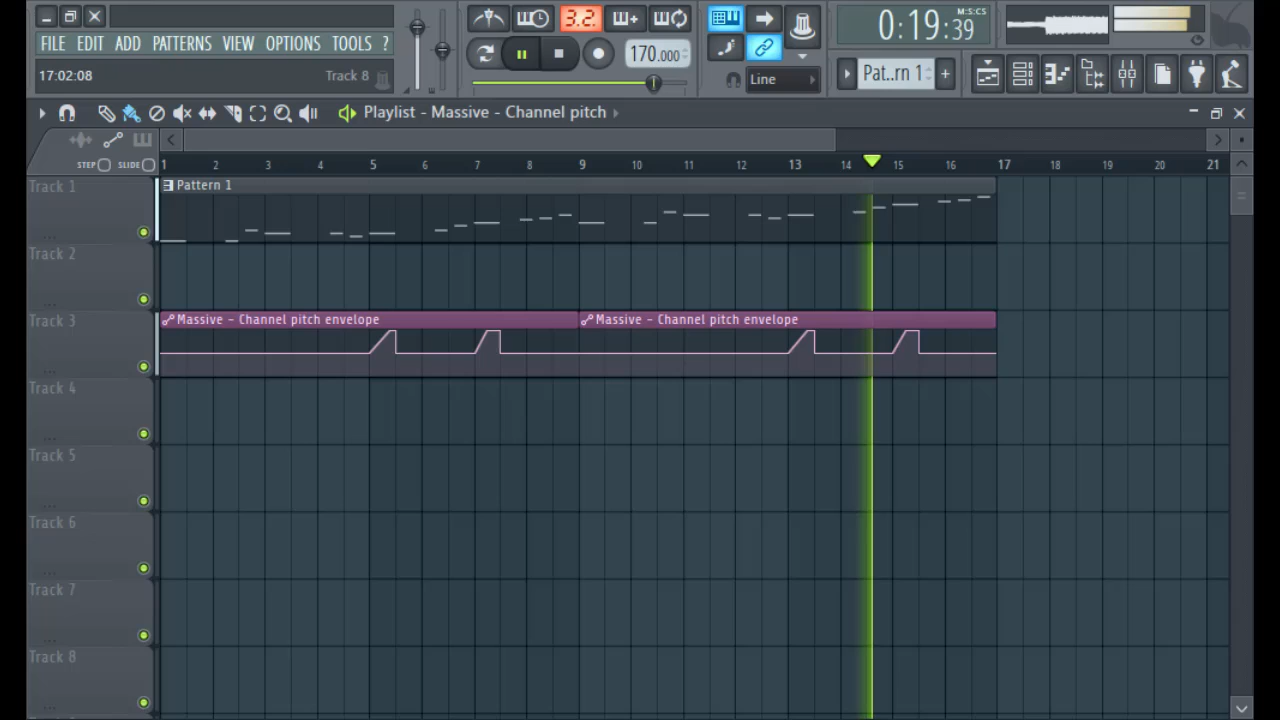 3.2.
0:19:39
M:S:CS
FILE EDIT ADD PATTERNS VIEW OPTIONS TOOLS ?
170.000
17:02:08 Track 8
Line
Pat..rn 1
Playlist - Massive - Channel pitch
STEP SLIDE
1 2 3 4 5 6 7 8 9 10 11 12 13 14 15 16 17 18 19 20 21
Track 1
Pattern 1
Track 2
Track 3
Massive - Channel pitch envelope
Massive - Channel pitch envelope
Track 4
Track 5
Track 6
Track 7
Track 8